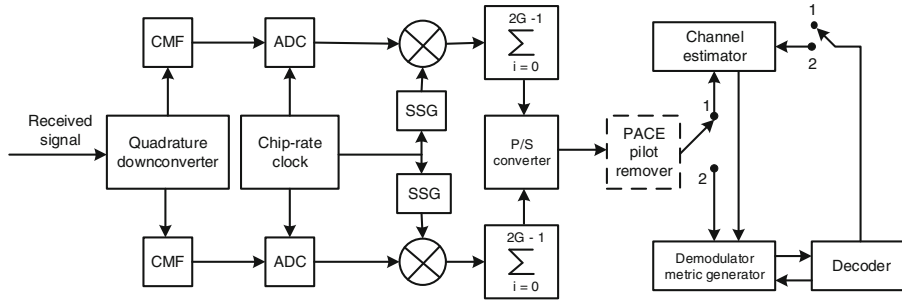 CMF
ADC
2G -1
∑
i = 0
Channel
estimator
1
2
Received
signal
Quadrature
downconverter
Chip-rate
clock
SSG
SSG
P/S
converter
PACE
pilot
remover
1
2
CMF
ADC
2G - 1
∑
i = 0
Demodulator
metric generator
Decoder